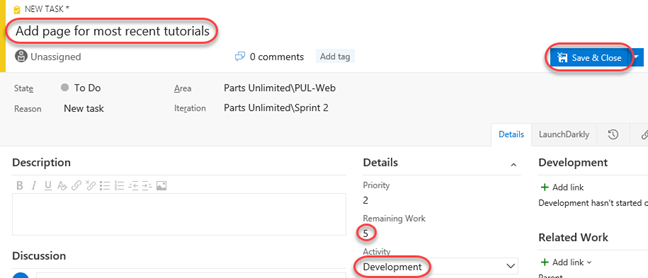 NEW TASK *
Add page for most recent tutorials
Unassigned
0 comments
Add tag
Save & Close
State
To Do
Area
Parts Unlimited\PUL-Web
Reason
New task
Iteration
Parts Unlimited\Sprint 2
Details
LaunchDarkly
Description
Details
Development
Priority
2
Add link
B I U
Development hasn't started o
Remaining Work
5
Related Work
Activity
Development
Add link
Discussion
Parent